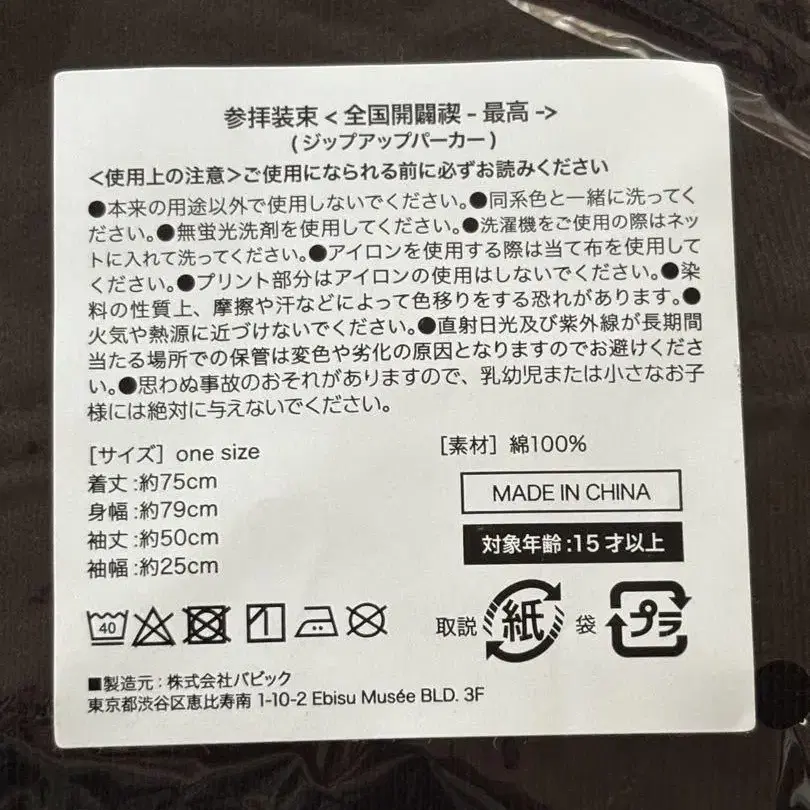 参拝装束 < 全国開闢禊 - 最高 ->
( ジップアップパーカー )
<使用上の注意>ご使用になられる前に必ずお読みください
●本来の用途以外で使用しないでください。●同系色と一緒に洗ってく
ださい。●無蛍光洗剤を使用してください。●洗濯機をご使用の際はネッ
トに入れて洗ってください。●アイロンを使用する際は当て布を使用して
ください。●プリント部分はアイロンの使用はしないでください。●染
料の性質上、摩擦や汗などによって色移りをする恐れがあります。●
火気や熱源に近づけないでください。●直射日光及び紫外線が長期間
当たる場所での保管は変色や劣化の原因となりますのでお避けくださ
い。●思わぬ事故のおそれがありますので、乳幼児または小さなお子
様には絶対に与えないでください。
[サイズ] one size
着丈 :約75cm
身幅 :約79cm
袖丈 :約50cm
袖幅 :約25cm
[素材] 綿100%
MADE IN CHINA
対象年齢 :15 才以上
40
取説 紙 袋 プラ
■製造元 : 株式会社バビック
東京都渋谷区恵比寿南 1-10-2 Ebisu Musée BLD. 3F